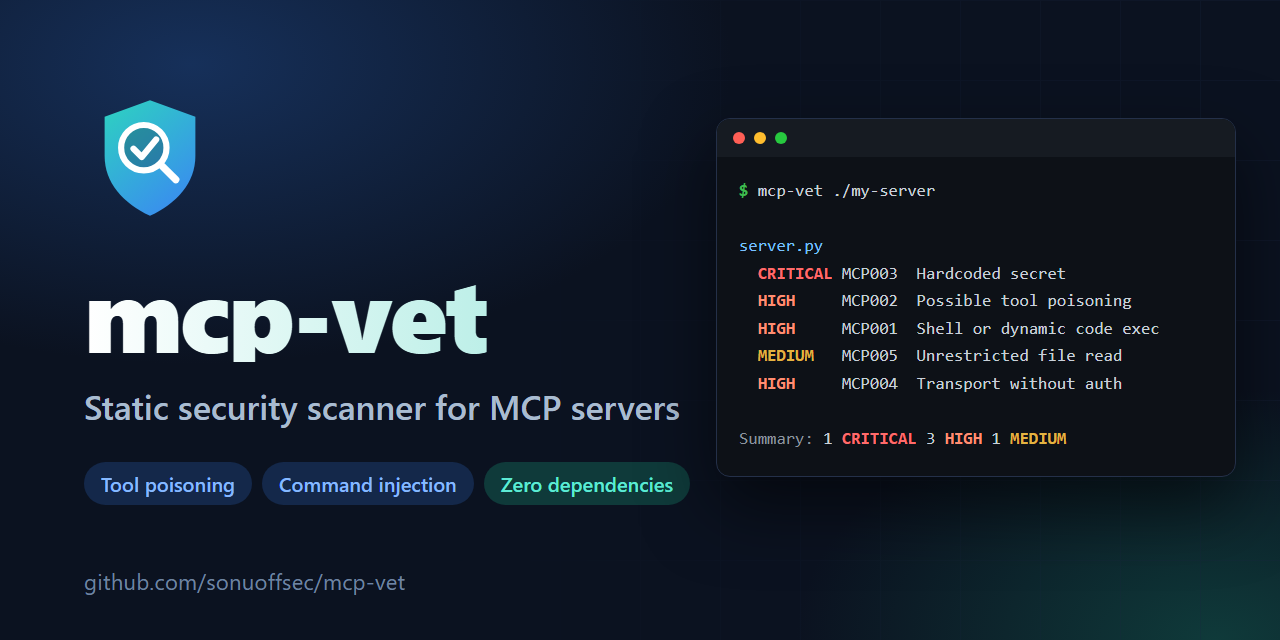 mcp-vet
Static security scanner for MCP servers
Tool poisoning
Command injection
Zero dependencies
github.com/sonuoffsec/mcp-vet
$ mcp-vet ./my-server
server.py
CRITICAL MCP003 Hardcoded secret
HIGH MCP002 Possible tool poisoning
HIGH MCP001 Shell or dynamic code exec
MEDIUM MCP005 Unrestricted file read
HIGH MCP004 Transport without auth
Summary: 1 CRITICAL 3 HIGH 1 MEDIUM